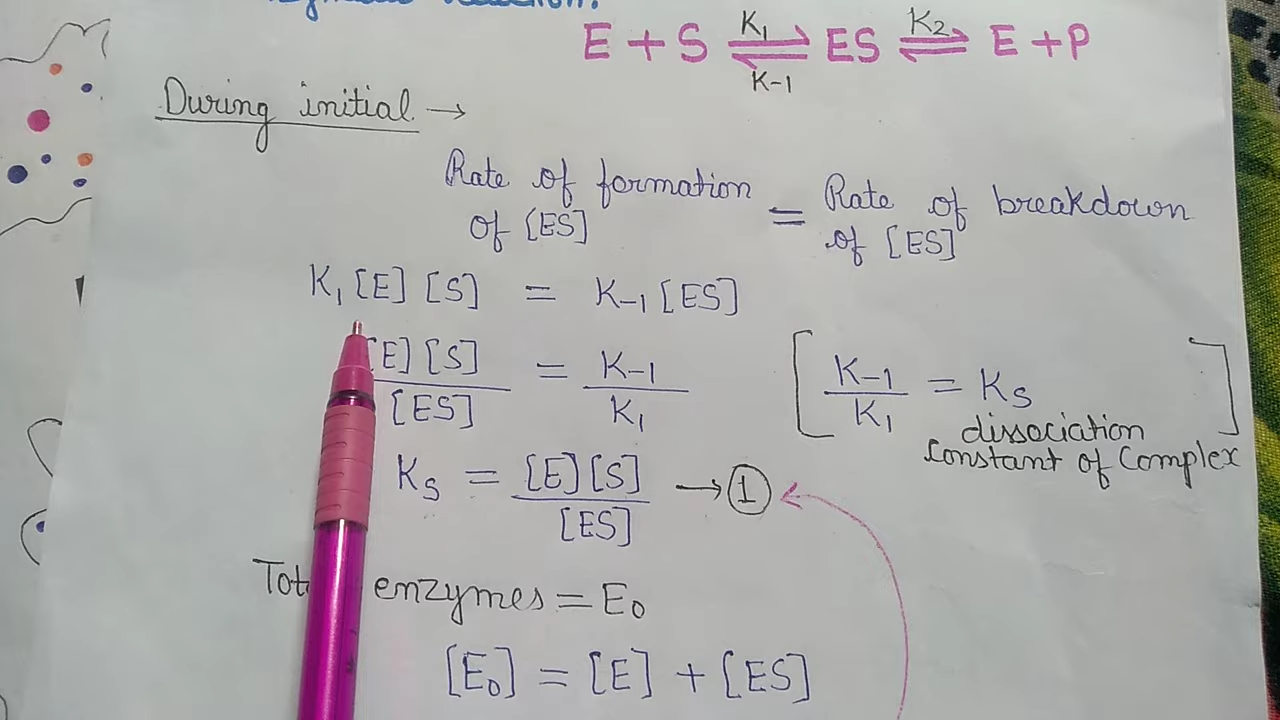 E + S ⇌ ES ⇌ E + P
K1 K-1 K2
During initial →
Rate of formation of [ES] = Rate of breakdown of [ES]
K1 [E] [S] = K-1 [ES]
[E] [S] / [ES] = K-1 / K1 [ K-1 / K1 = KS
dissociation
Constant of Complex ]
KS = [E] [S] / [ES] → ①
enzymes = E0
[E0] = [E] + [ES]